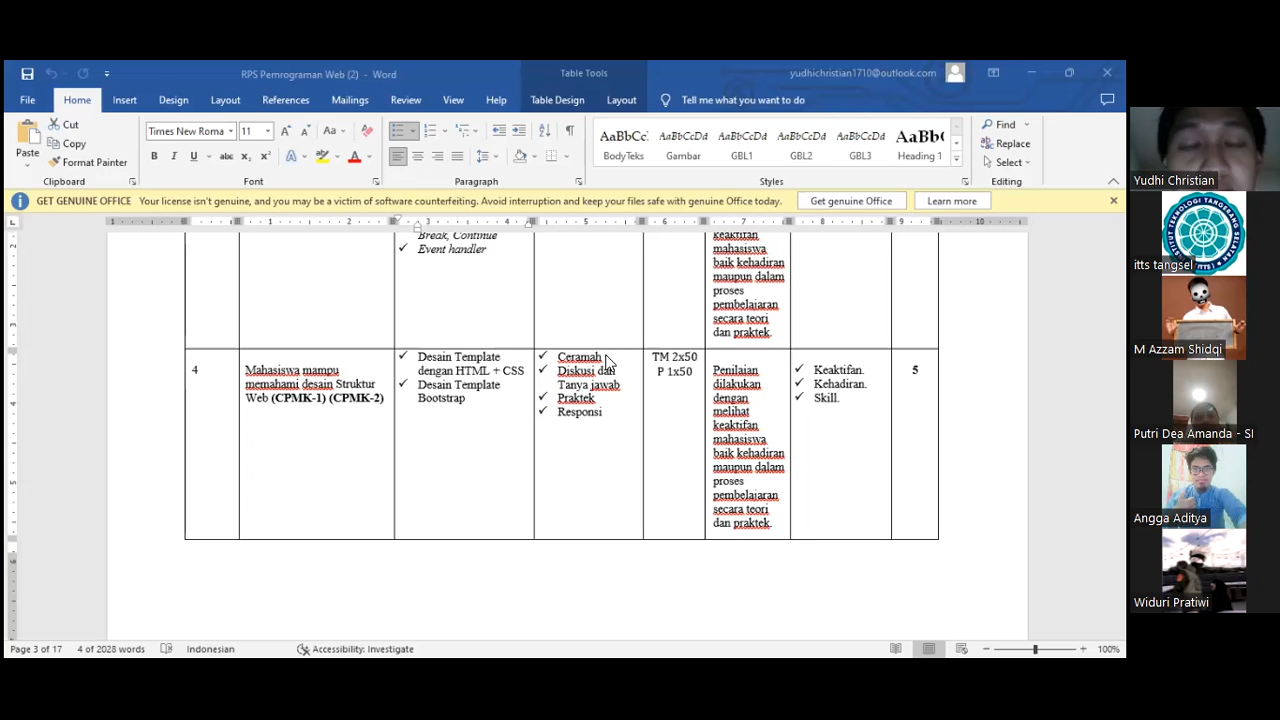 RPS Pemrograman Web (2) - Word
Table Tools
yudhichristian1710@outlook.com
File Home Insert Design Layout References Mailings Review View Help Table Design Layout Tell me what you want to do
Cut
Copy
Format Painter
Paste
Clipboard
Times New Roma 11
Font
Paragraph
AaBbCc AaBbCcDd AaBbCcDd AaBbCcDd AaBbCcDd AaBb(
BodyTeks Gambar GBL1 GBL2 GBL3 Heading 1
Styles
Find
Replace
Select
Editing
GET GENUINE OFFICE Your license isn't genuine, and you may be a victim of software counterfeiting. Avoid interruption and keep your files safe with genuine Office today. Get genuine Office Learn more
Break, Continue
Event handler
keaktifan
mahasiswa
baik kehadiran
maupun dalam
proses
pembelajaran
secara teori
dan praktek.
4
Mahasiswa mampu
memahami desain Struktur
Web (CPMK-1) (CPMK-2)
Desain Template
dengan HTML + CSS
Desain Template
Bootstrap
Ceramah
Diskusi dan
Tanya jawab
Praktek
Responsi
TM 2x50
P 1x50
Penilaian
dilakukan
dengan
melihat
keaktifan
mahasiswa
baik kehadiran
maupun dalam
proses
pembelajaran
secara teori
dan praktek.
Keaktifan.
Kehadiran.
Skill.
5
Page 3 of 17 4 of 2028 words Indonesian Accessibility: Investigate 100%
Yudhi Christian
itts tangsel
M Azzam Shidqi
Putri Dea Amanda - SI
Angga Aditya
Widuri Pratiwi